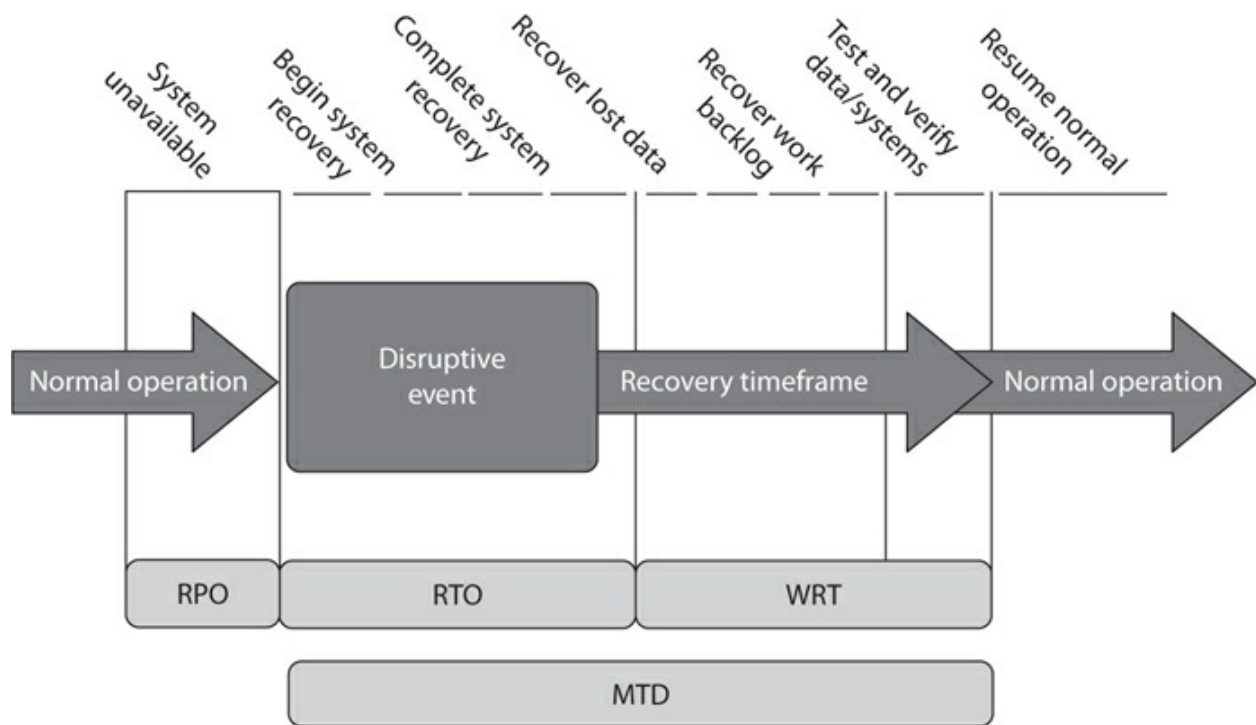 System
unavailable
Begin system
recovery
Complete system
recovery
Recover lost data
Recover work
backlog
Test and verify
data/systems
Resume normal
operation
Normal operation
Disruptive
event
Recovery timeframe
Normal operation
RPO
RTO
WRT
MTD